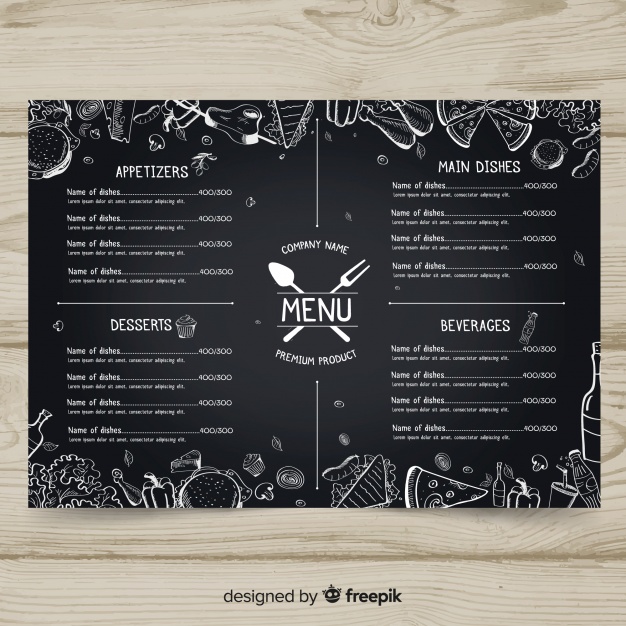 APPETIZERS
Name of dishes..........................400/300
Lorem ipsum dolor sit amet, consectetur adipiscing elit.
Name of dishes..........................400/300
Lorem ipsum dolor sit amet, consectetur adipiscing elit.
Name of dishes..........................400/300
Lorem ipsum dolor sit amet, consectetur adipiscing elit.
Name of dishes..........................400/300
Lorem ipsum dolor sit amet, consectetur adipiscing elit.
DESSERTS
Name of dishes..........................400/300
Lorem ipsum dolor sit amet, consectetur adipiscing elit.
Name of dishes..........................400/300
Lorem ipsum dolor sit amet, consectetur adipiscing elit.
Name of dishes..........................400/300
Lorem ipsum dolor sit amet, consectetur adipiscing elit.
Name of dishes..........................400/300
Lorem ipsum dolor sit amet, consectetur adipiscing elit.
COMPANY NAME
MENU
PREMIUM PRODUCT
MAIN DISHES
Name of dishes..........................400/300
Lorem ipsum dolor sit amet, consectetur adipiscing elit.
Name of dishes..........................400/300
Lorem ipsum dolor sit amet, consectetur adipiscing elit.
Name of dishes..........................400/300
Lorem ipsum dolor sit amet, consectetur adipiscing elit.
Name of dishes..........................400/300
Lorem ipsum dolor sit amet, consectetur adipiscing elit.
BEVERAGES
Name of dishes..........................400/300
Lorem ipsum dolor sit amet, consectetur adipiscing elit.
Name of dishes..........................400/300
Lorem ipsum dolor sit amet, consectetur adipiscing elit.
Name of dishes..........................400/300
Lorem ipsum dolor sit amet, consectetur adipiscing elit.
Name of dishes..........................400/300
Lorem ipsum dolor sit amet, consectetur adipiscing elit.
designed by freepik